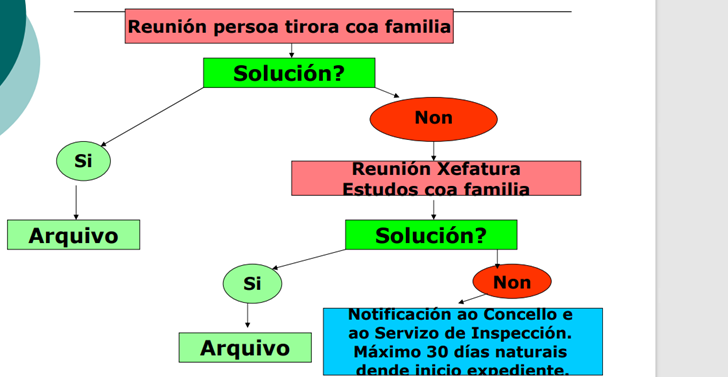 Reunión persoa tirora coa familia
Solución?
Non
Si
Reunión Xefatura
Estudos coa familia
Arquivo
Solución?
Si
Non
Notificación ao Concello e
ao Servizo de Inspección.
Máximo 30 días naturais
dende inicio expediente.
Arquivo